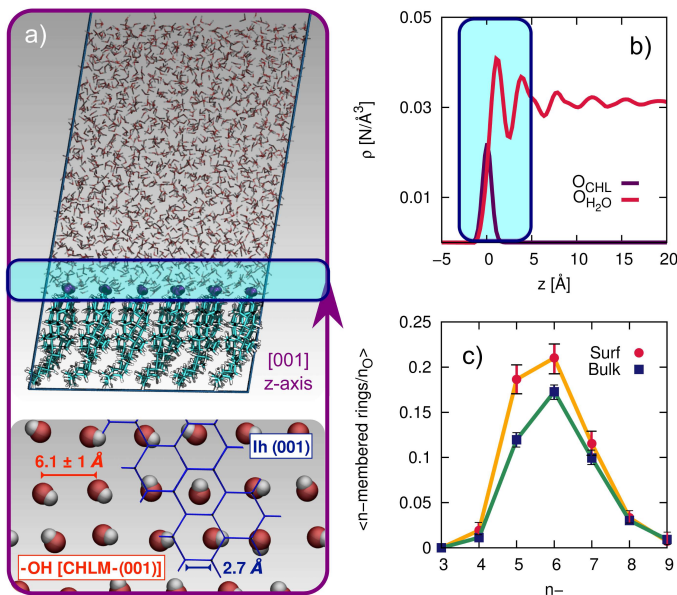 a)
[001]
z-axis
Ih (001)
6.1 ± 1 Å
-OH [CHLM-(001)]
2.7 Å
b)
ρ [N/Å³]
0.05
0.03
0.01
O_CHL
O_H₂O
−5 0 5 10 15 20
z [Å]
c)
<n−membered rings/n_O>
0.25
0.2
0.15
0.1
0.05
0
Surf
Bulk
3 4 5 6 7 8 9
n−